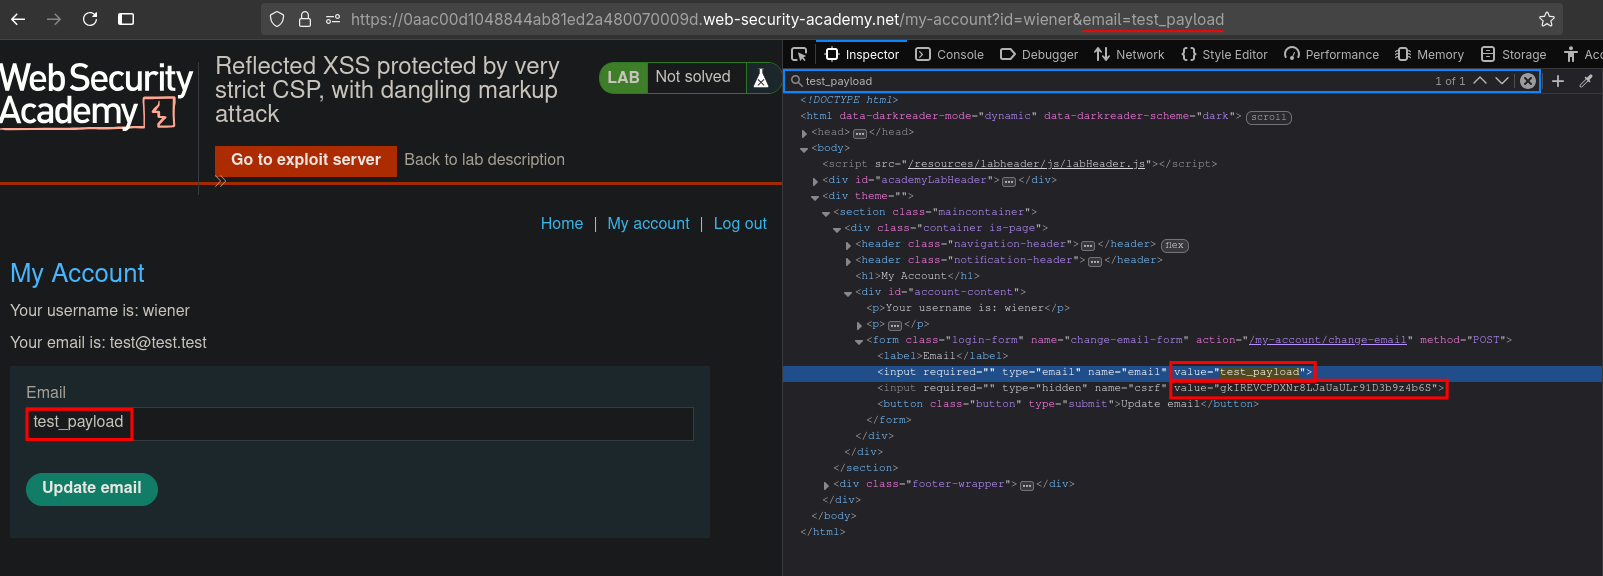 https://0aac00d1048844ab81ed2a480070009d.web-security-academy.net/my-account?id=wiener&email=test_payload
WebSecurity
Academy
Reflected XSS protected by very
strict CSP, with dangling markup
attack
LAB Not solved
Go to exploit server Back to lab description
Home | My account | Log out
My Account
Your username is: wiener
Your email is: test@test.test
Email
test_payload
Update email
Inspector Console Debugger Network Style Editor Performance Memory Storage Acc
test_payload 1 of 1
<!DOCTYPE html>
<html data-darkreader-mode="dynamic" data-darkreader-scheme="dark"> scroll
<head> ··· </head>
<body>
<script src="/resources/labheader/js/labHeader.js"></script>
<div id="academyLabHeader"> ··· </div>
<div theme="">
<section class="maincontainer">
<div class="container is-page">
<header class="navigation-header"> ··· </header> flex
<header class="notification-header"> ··· </header>
<h1>My Account</h1>
<div id="account-content">
<p>Your username is: wiener</p>
<p> ··· </p>
<form class="login-form" name="change-email-form" action="/my-account/change-email" method="POST">
<label>Email</label>
<input required="" type="email" name="email" value="test_payload">
<input required="" type="hidden" name="csrf" value="gkIREVCPDXNr8LJaUaULr91D3b9z4b6S">
<button class="button" type="submit">Update email</button>
</form>
</div>
</div>
</section>
<div class="footer-wrapper"> ··· </div>
</div>
</body>
</html>